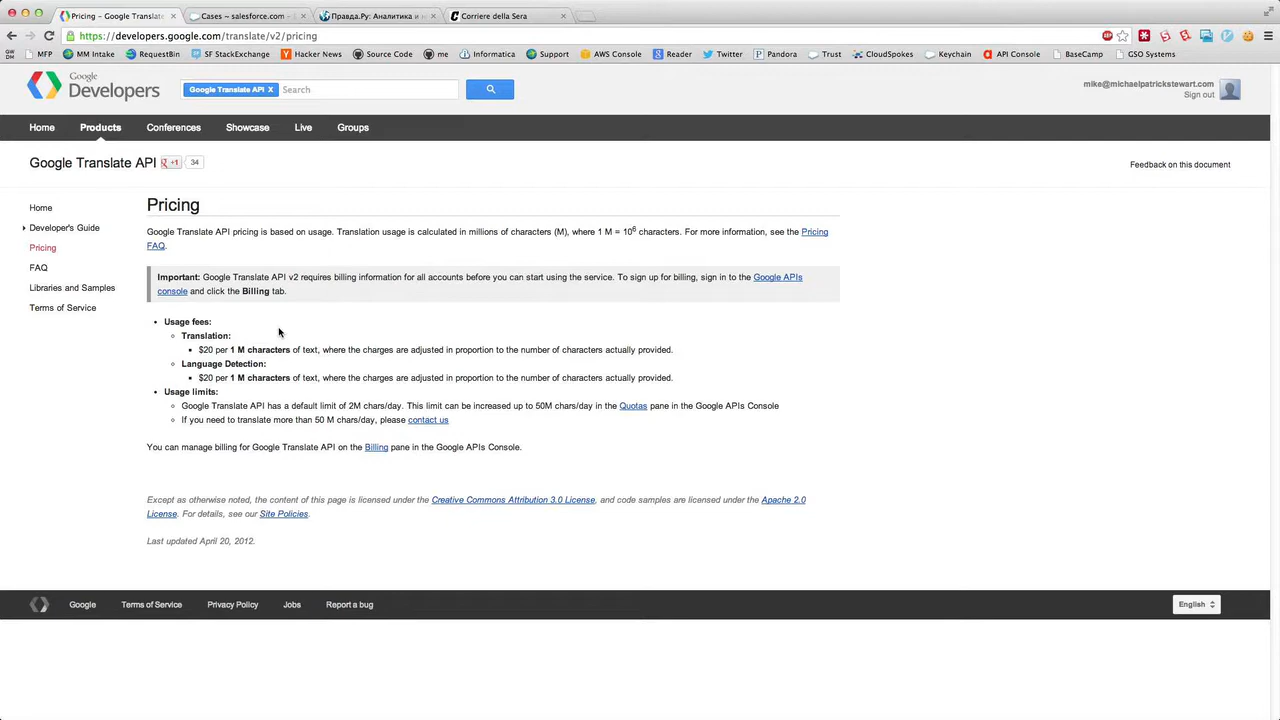 Pricing – Google Translate
Cases ~ salesforce.com -
Правда.Ру: Аналитика и н
Corriere della Sera
https://developers.google.com/translate/v2/pricing
MFP
MM Intake
RequestBin
SF StackExchange
Hacker News
Source Code
me
Informatica
Support
AWS Console
Reader
Twitter
Pandora
Trust
CloudSpokes
Keychain
API Console
BaseCamp
GSO Systems
Google
Developers
Google Translate API X
Search
mike@michaelpatrickstewart.com
Sign out
Home
Products
Conferences
Showcase
Live
Groups
Google Translate API
+1
34
Feedback on this document
Home
Developer's Guide
Pricing
FAQ
Libraries and Samples
Terms of Service
Pricing
Google Translate API pricing is based on usage. Translation usage is calculated in millions of characters (M), where 1 M = 10⁶ characters. For more information, see the Pricing
FAQ.
Important: Google Translate API v2 requires billing information for all accounts before you can start using the service. To sign up for billing, sign in to the Google APIs
console and click the Billing tab.
Usage fees:
Translation:
$20 per 1 M characters of text, where the charges are adjusted in proportion to the number of characters actually provided.
Language Detection:
$20 per 1 M characters of text, where the charges are adjusted in proportion to the number of characters actually provided.
Usage limits:
Google Translate API has a default limit of 2M chars/day. This limit can be increased up to 50M chars/day in the Quotas pane in the Google APIs Console
If you need to translate more than 50 M chars/day, please contact us
You can manage billing for Google Translate API on the Billing pane in the Google APIs Console.
Except as otherwise noted, the content of this page is licensed under the Creative Commons Attribution 3.0 License, and code samples are licensed under the Apache 2.0
License. For details, see our Site Policies.
Last updated April 20, 2012.
Google
Terms of Service
Privacy Policy
Jobs
Report a bug
English